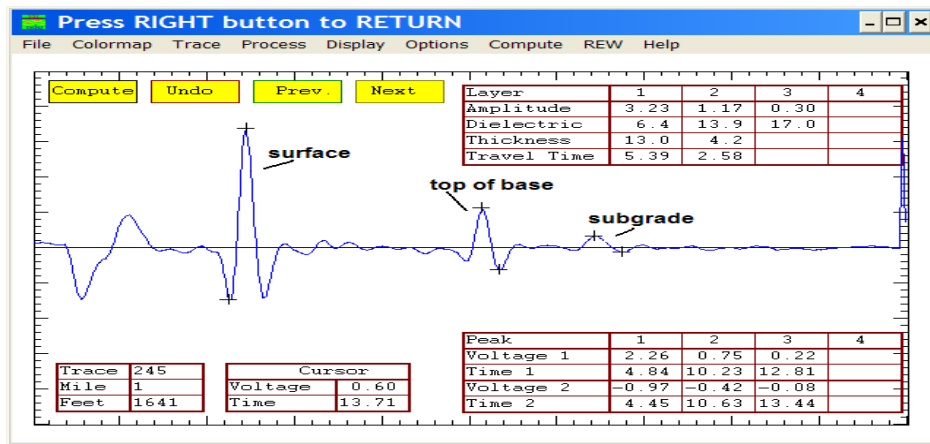 Press RIGHT button to RETURN
File Colormap Trace Process Display Options Compute REW Help
Compute Undo Prev. Next
Layer 1 2 3 4
Amplitude 3.23 1.17 0.30
Dielectric 6.4 13.9 17.0
Thickness 13.0 4.2
Travel Time 5.39 2.58
surface
top of base
subgrade
Peak 1 2 3 4
Voltage 1 2.26 0.75 0.22
Time 1 4.84 10.23 12.81
Voltage 2 −0.97 −0.42 −0.08
Time 2 4.45 10.63 13.44
Trace 245
Mile 1
Feet 1641
Cursor
Voltage 0.60
Time 13.71